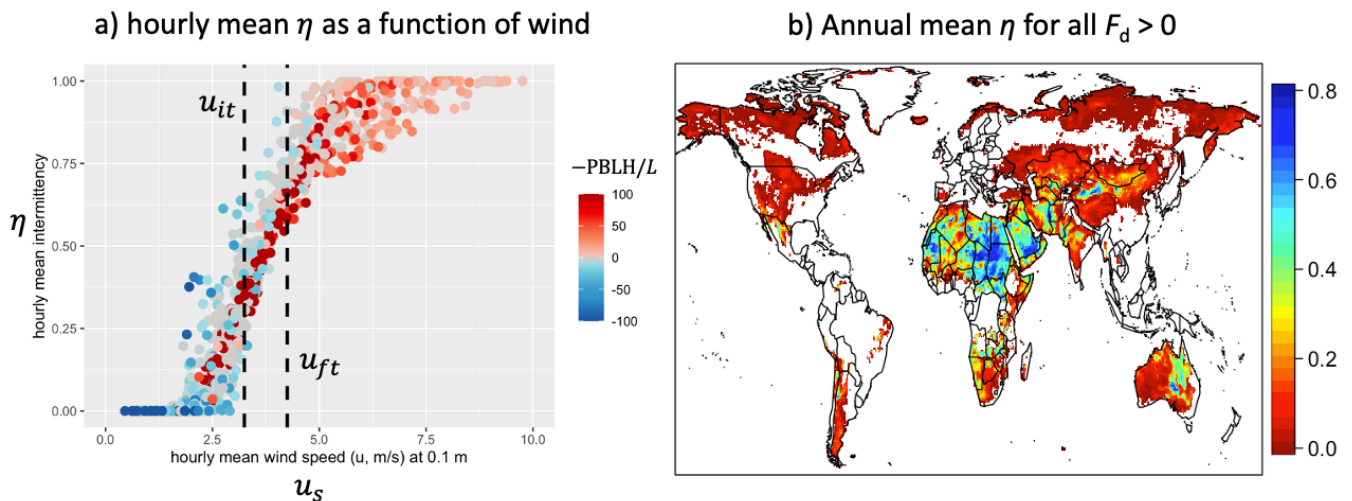 a) hourly mean η as a function of wind
1.00
0.75
0.50
0.25
0.00
η
hourly mean intermittency
u_it
u_ft
0.0
2.5
5.0
7.5
10.0
hourly mean wind speed (u, m/s) at 0.1 m
u_s
−PBLH/L
100
50
0
-50
-100
b) Annual mean η for all F_d > 0
0.8
0.6
0.4
0.2
0.0